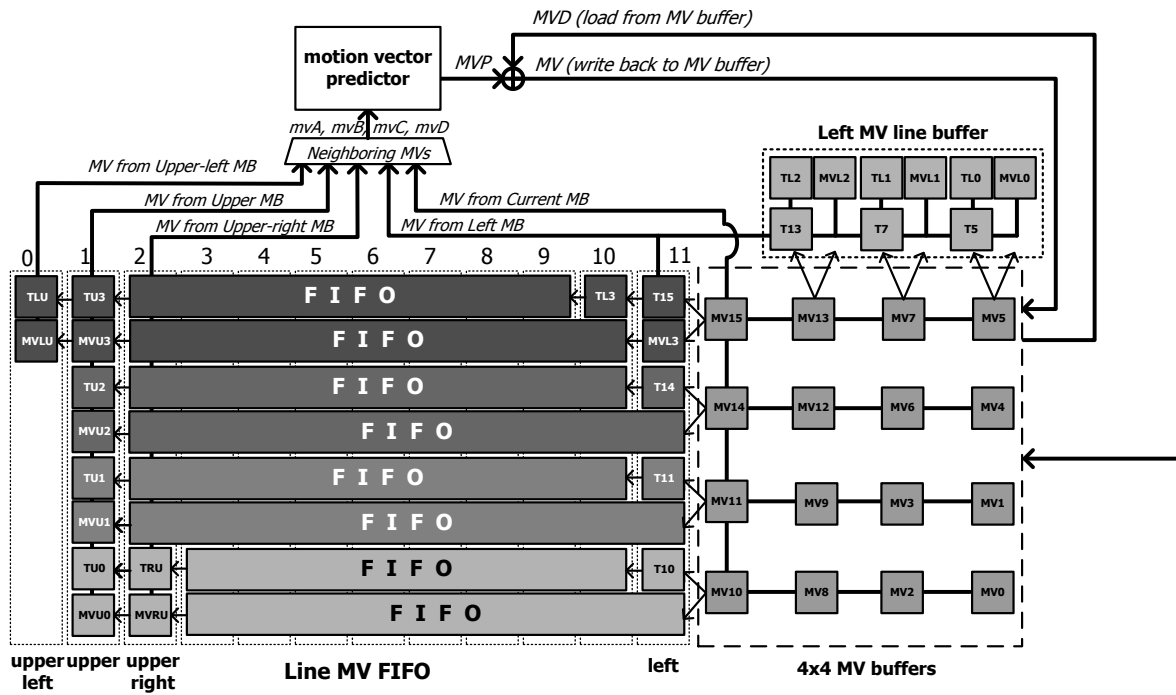 MVD (load from MV buffer)
motion vector
predictor
MVP
MV (write back to MV buffer)
mvA, mvB, mvC, mvD
Neighboring MVs
Left MV line buffer
MV from Upper-left MB
MV from Upper MB
MV from Upper-right MB
MV from Current MB
MV from Left MB
TL2 MVL2 TL1 MVL1 TL0 MVL0
T13 T7 T5
0 1 2 3 4 5 6 7 8 9 10 11
TLU TU3 F I F O TL3 T15
MV15 MV13 MV7 MV5
MVLU MVU3 F I F O MVL3
TU2 F I F O T14
MV14 MV12 MV6 MV4
MVU2 F I F O
TU1 F I F O T11
MV11 MV9 MV3 MV1
MVU1 F I F O
TU0 TRU F I F O T10
MV10 MV8 MV2 MV0
MVU0 MVRU F I F O
upper
left
upper
upper
right
Line MV FIFO
left
4x4 MV buffers